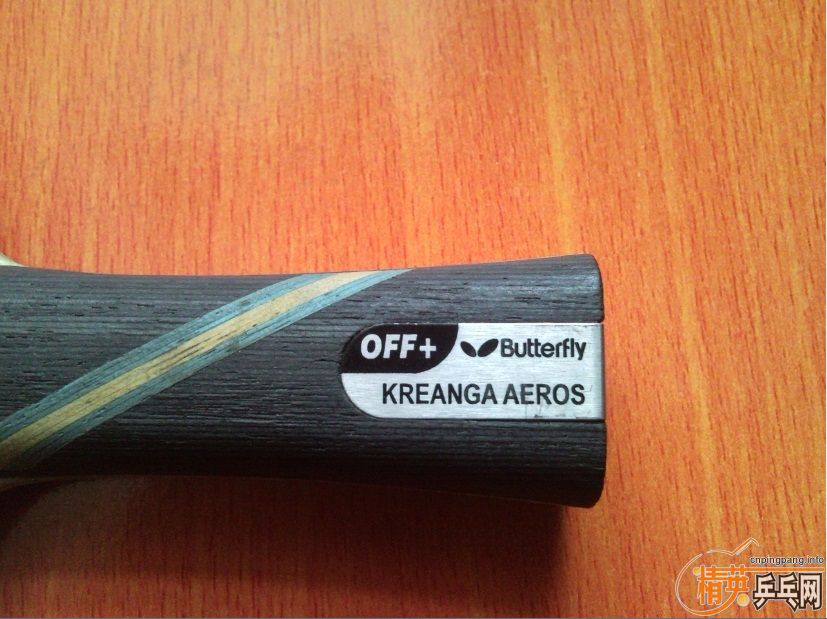 OFF+ Butterfly
KREANGA AEROS
cnpingpang.info
精英乒乓网